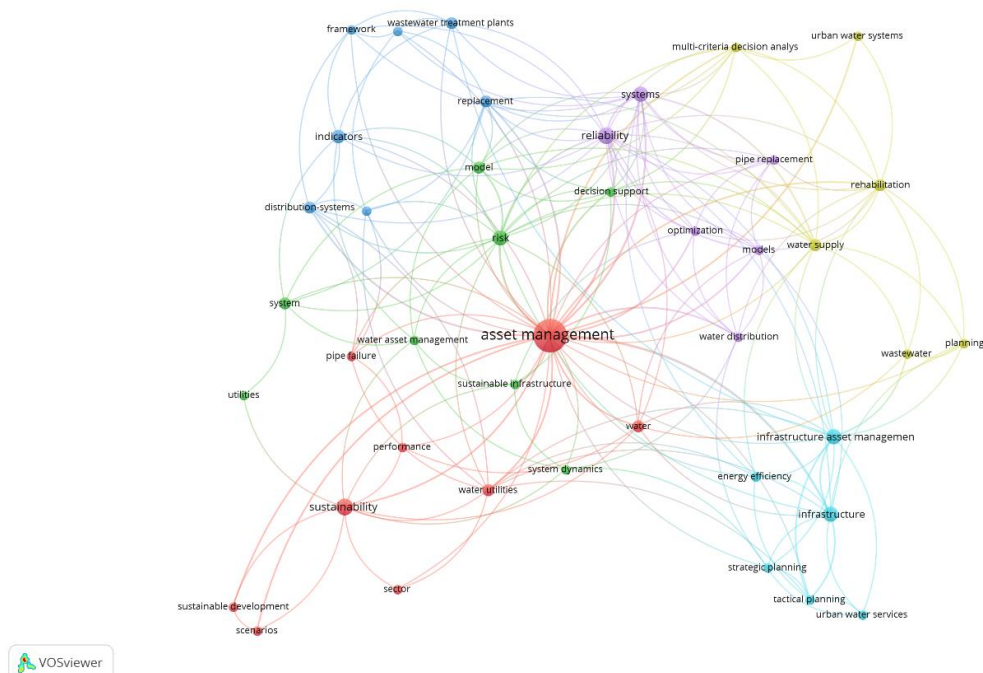 urban water systems
wastewater treatment plants
framework
multi-criteria decision analys
systems
replacement
indicators
reliability
pipe replacement
model
rehabilitation
decision support
distribution-systems
optimization
risk
water supply
models
system
asset management
water distribution
water asset management
planning
wastewater
pipe failure
sustainable infrastructure
utilities
water
infrastructure asset managemen
performance
system dynamics
energy efficiency
water utilities
sustainability
infrastructure
strategic planning
sector
tactical planning
sustainable development
urban water services
scenarios
VOSviewer